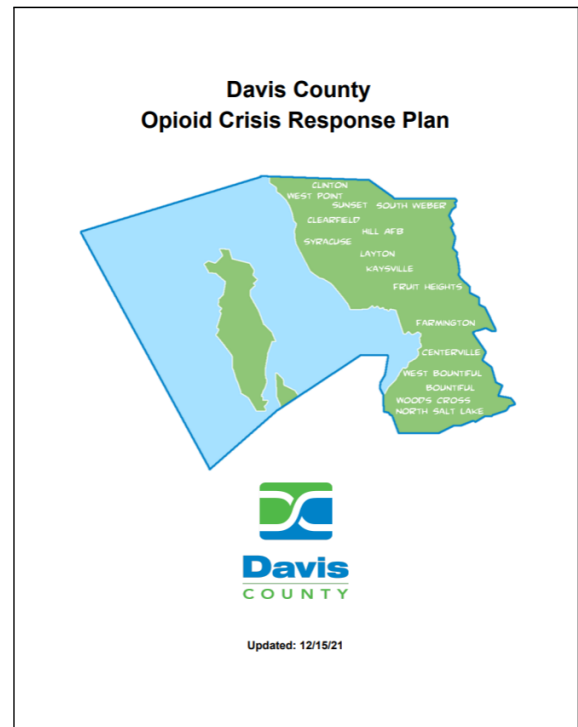 Davis County
Opioid Crisis Response Plan
CLINTON
WEST POINT
SUNSET SOUTH WEBER
CLEARFIELD
HILL AFB
SYRACUSE
LAYTON
KAYSVILLE
FRUIT HEIGHTS
FARMINGTON
CENTERVILLE
WEST BOUNTIFUL
BOUNTIFUL
WOODS CROSS
NORTH SALT LAKE
Davis
COUNTY
Updated: 12/15/21